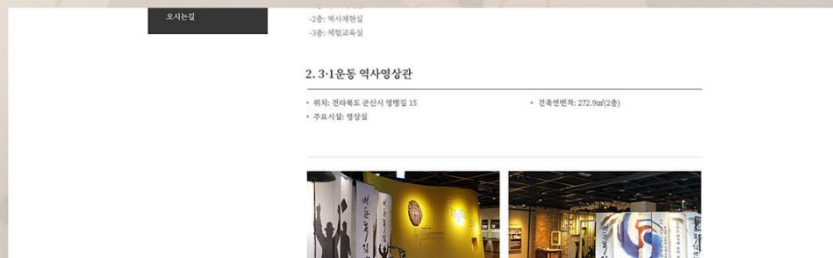 오시는길
-2층: 역사재현실
-3층: 체험교육실
2. 3·1운동 역사영상관
• 위치: 전라북도 군산시 영명길 15
• 건축연면적: 272.9㎡(2층)
• 주요시설: 영상실